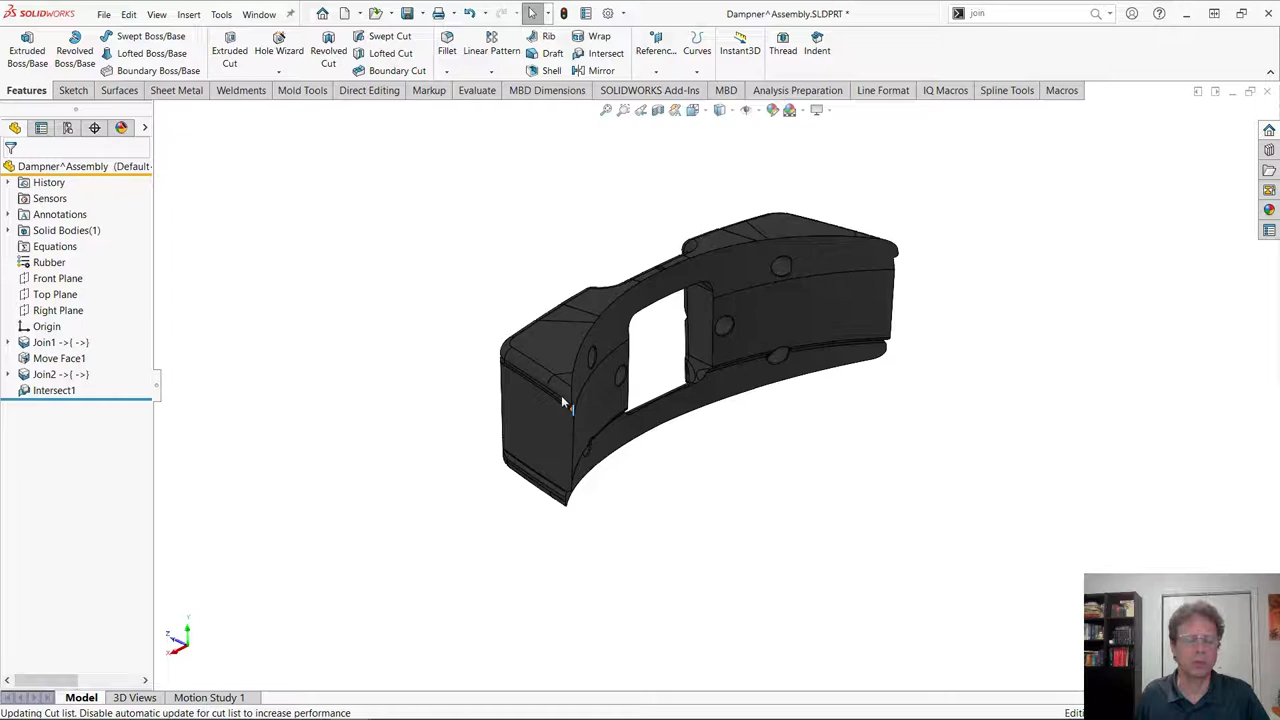 SOLIDWORKS File Edit View Insert Tools Window Dampner^Assembly.SLDPRT * join
Extruded Boss/Base Revolved Boss/Base Swept Boss/Base Lofted Boss/Base Boundary Boss/Base Extruded Cut Hole Wizard Revolved Cut Swept Cut Lofted Cut Boundary Cut Fillet Linear Pattern Rib Draft Shell Wrap Intersect Mirror Referenc... Curves Instant3D Thread Indent
Features Sketch Surfaces Sheet Metal Weldments Mold Tools Direct Editing Markup Evaluate MBD Dimensions SOLIDWORKS Add-Ins MBD Analysis Preparation Line Format IQ Macros Spline Tools Macros
Dampner^Assembly (Default
History
Sensors
Annotations
Solid Bodies(1)
Equations
Rubber
Front Plane
Top Plane
Right Plane
Origin
Join1 ->{ ->}
Move Face1
Join2 ->{ ->}
Intersect1
Y
Z
X
Model 3D Views Motion Study 1
Updating Cut list. Disable automatic update for cut list to increase performance Editi